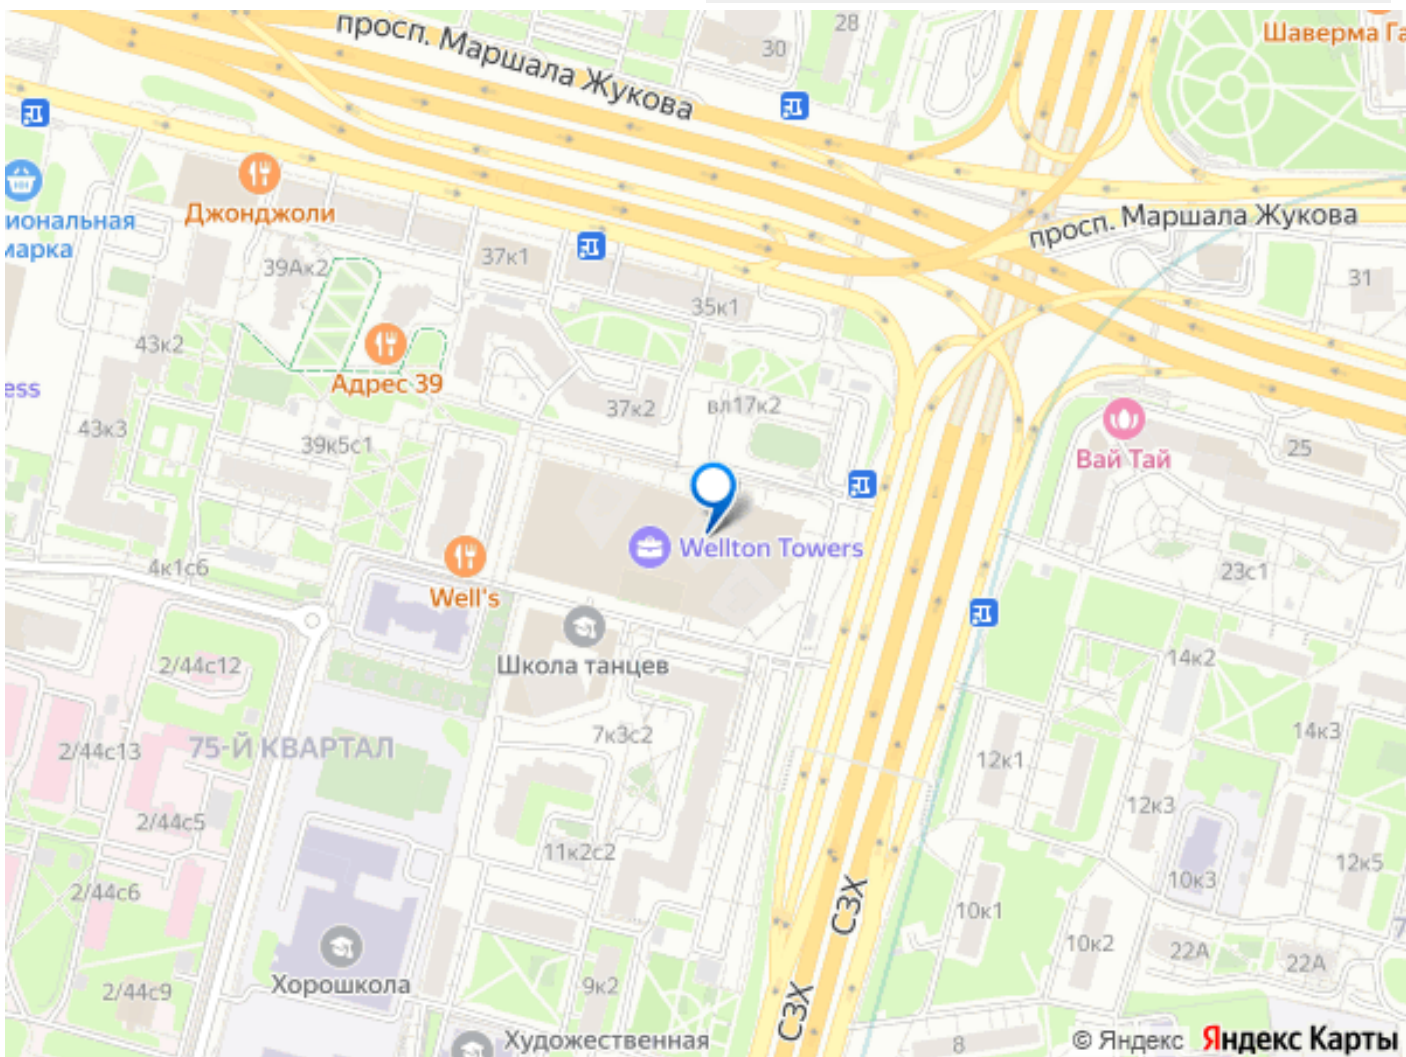 28
Шаверма Га
просп. Маршала Жукова
30
Джонджоли
просп. Маршала Жукова
иональная
марка
37к1
39Ак2
31
35к1
43к2
ess
Адрес 39
37к2
вл17к2
43к3
39к5с1
25
Вай Тай
Wellton Towers
4к1с6
23с1
Well's
2/44с12
Школа танцев
14к2
7к3с2
14к3
2/44с13
75-Й КВАРТАЛ
12к1
12к3
2/44с5
11к2с2
12к5
2/44с6
10к3
СЗХ
10к1
7
10к2
22А
22А
Хорошкола
9к2
2/44с9
СЗХ
Художественная
8
© Яндекс Яндекс Карты